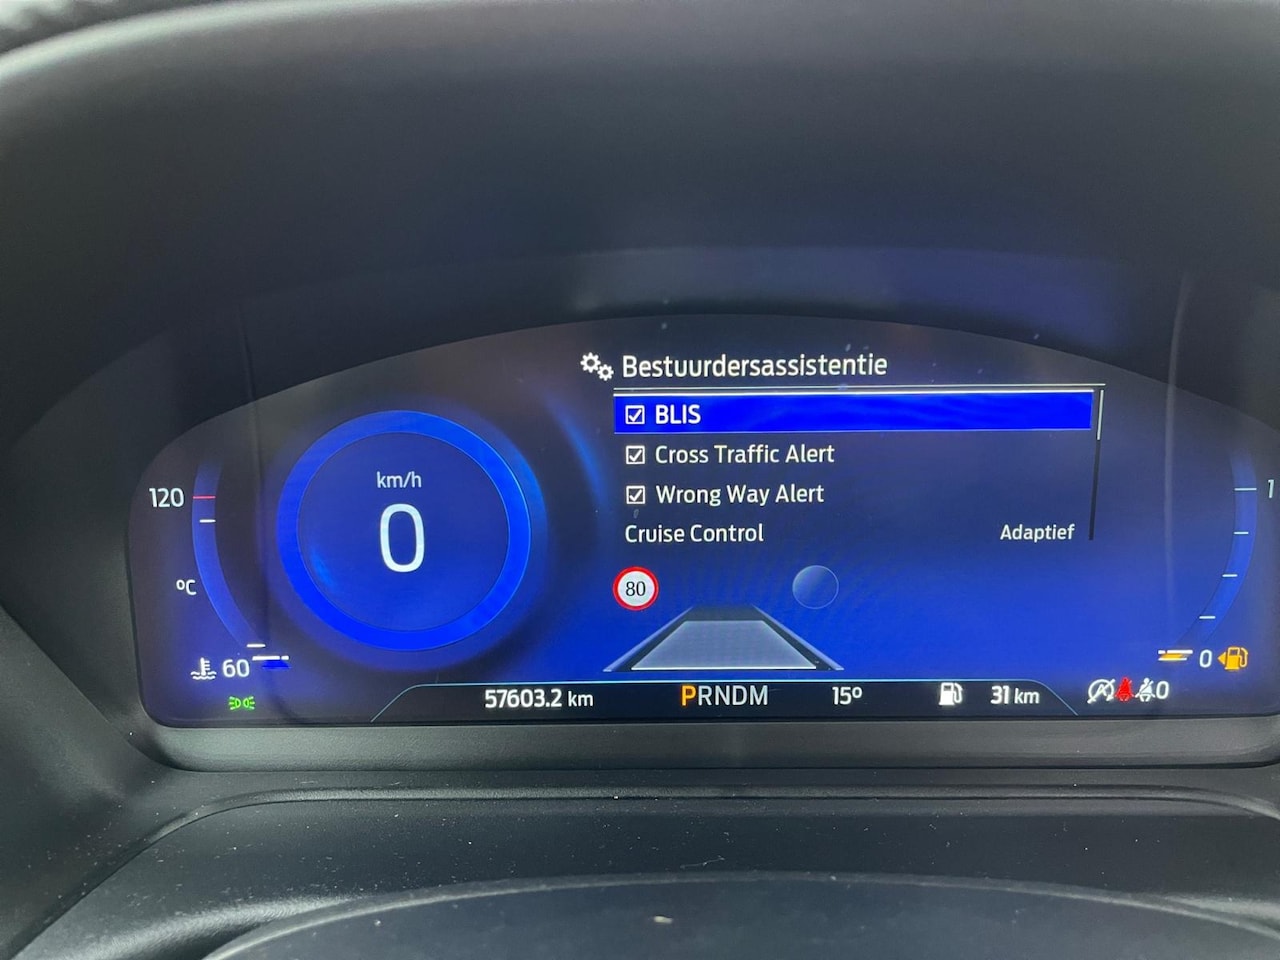 Bestuurdersassistentie
BLIS
Cross Traffic Alert
Wrong Way Alert
Cruise Control Adaptief
km/h
0
120
1
80
°C
60
0
57603.2 km PRNDM 15° 31 km
0